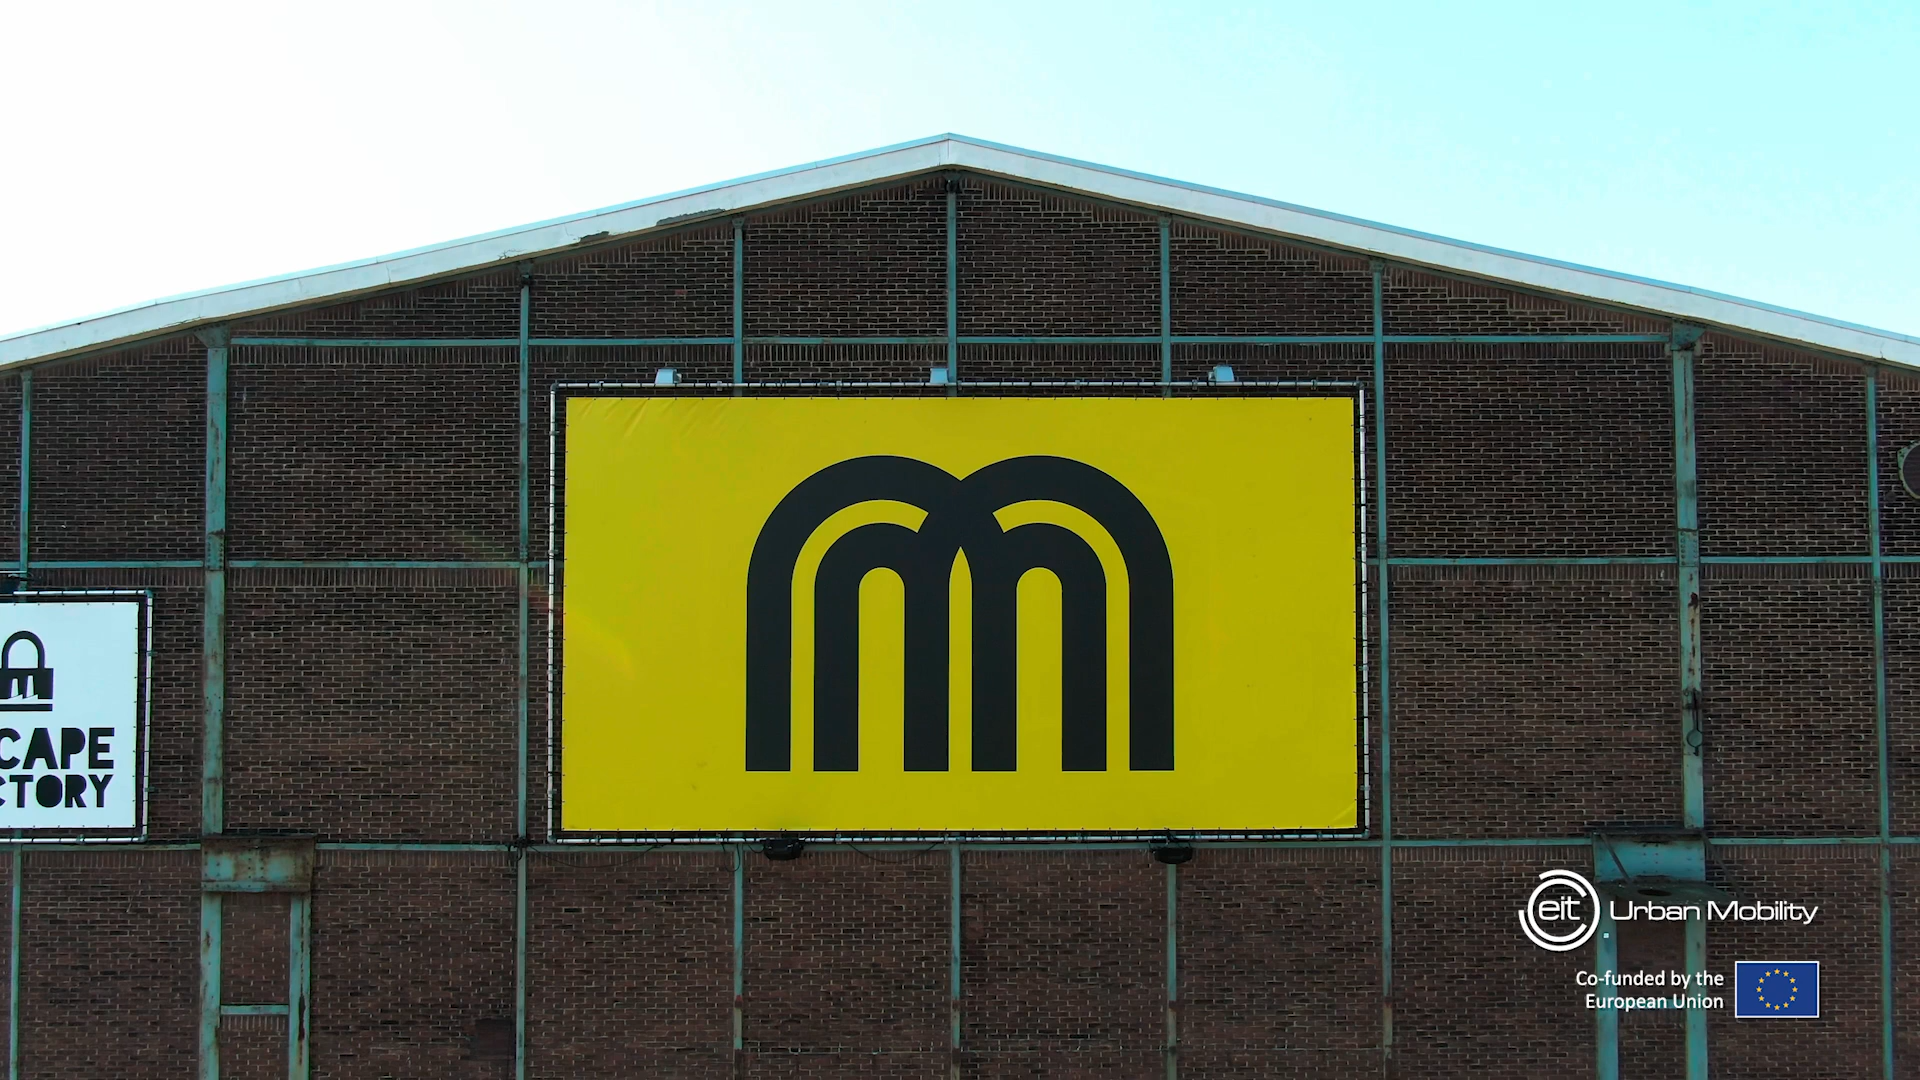 m
CAPE
CTORY
eit Urban Mobility
Co-funded by the
European Union